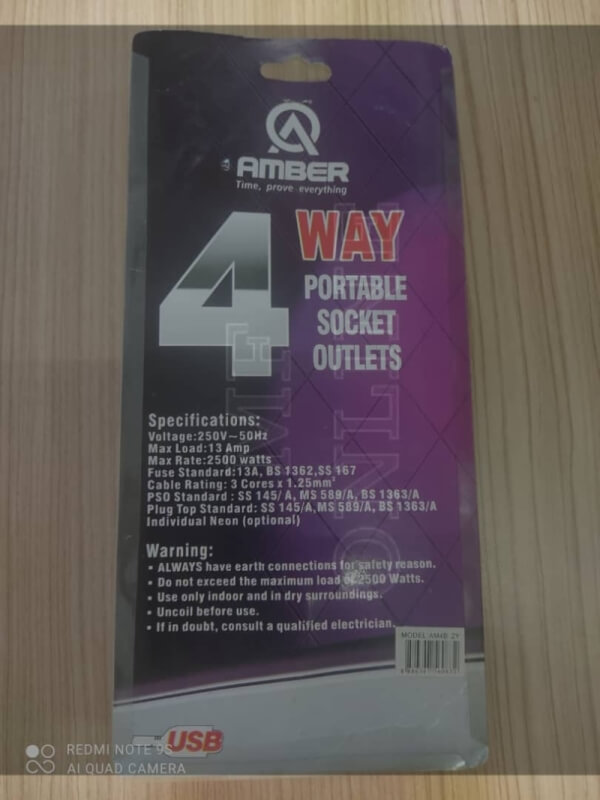 AMBER
Time, prove everything
4 WAY
PORTABLE
SOCKET
OUTLETS
Specifications:
Voltage:250V~50Hz
Max Load:13 Amp
Max Rate:2500 watts
Fuse Standard:13A, BS 1362,SS 167
Cable Rating: 3 Cores x 1.25mm²
PSO Standard : SS 145/ A, MS 589/A, BS 1363/A
Plug Top Standard: SS 145/A,MS 589/A, BS 1363/A
Individual Neon (optional)
Warning:
▪ ALWAYS have earth connections for safety reason.
▪ Do not exceed the maximum load of 2500 Watts.
▪ Use only indoor and in dry surroundings.
▪ Uncoil before use.
▪ If in doubt, consult a qualified electrician.
MODEL:AM4B 2Y
USB
REDMI NOTE 9S
AI QUAD CAMERA